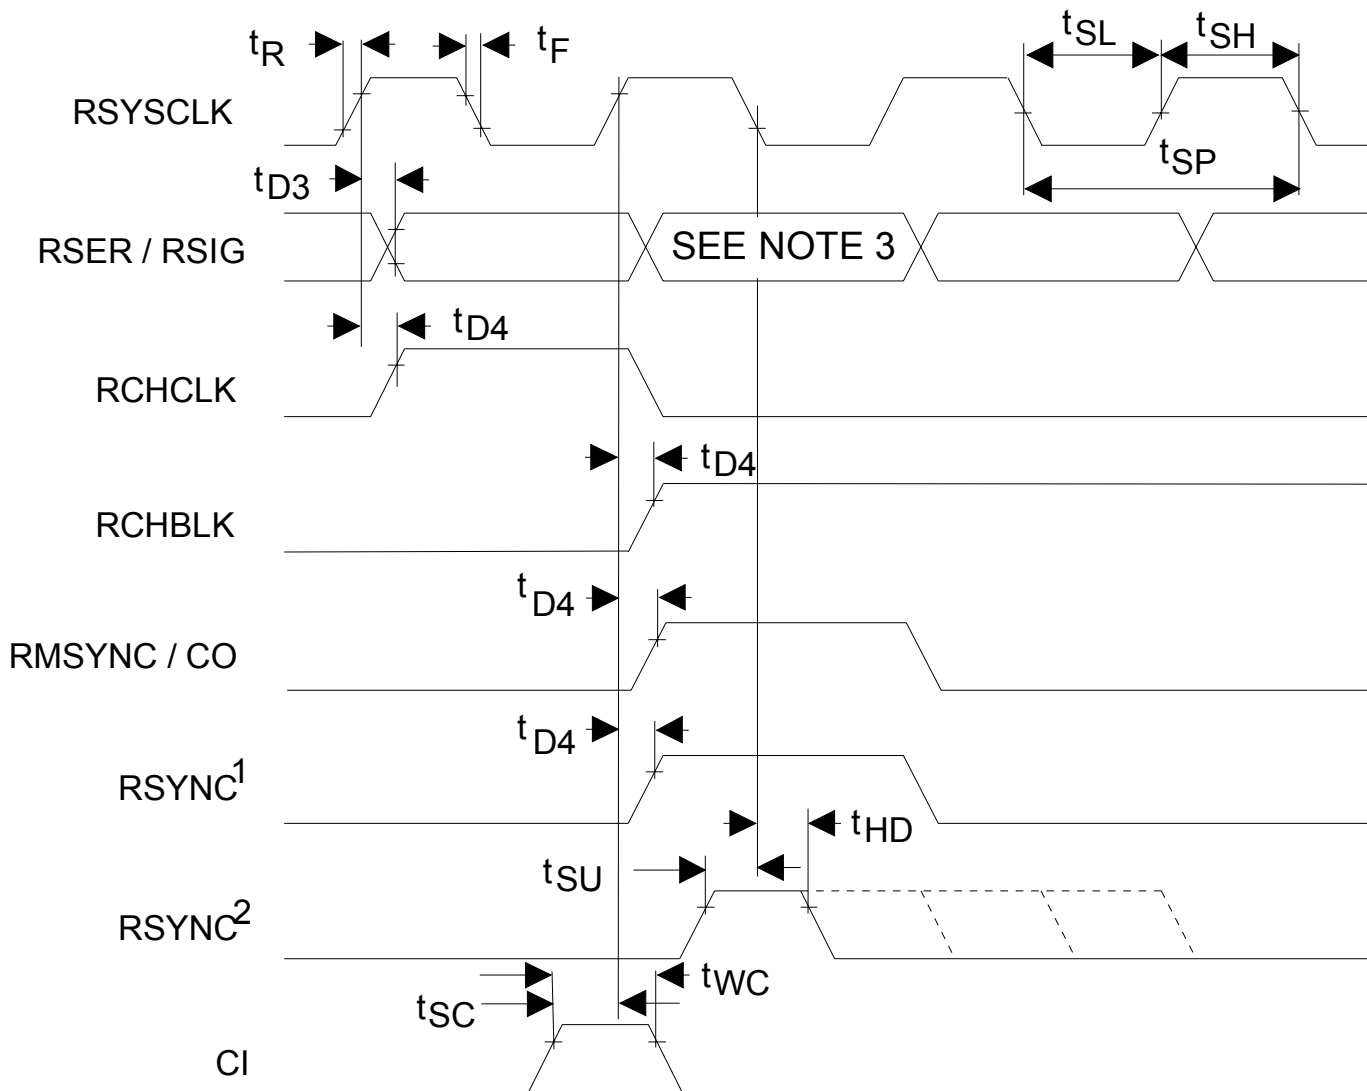 tR
tF
tSL
tSH
RSYSCLK
tSP
tD3
RSER / RSIG
SEE NOTE 3
tD4
RCHCLK
tD4
RCHBLK
tD4
RMSYNC / CO
tD4
RSYNC1
tHD
tSU
RSYNC2
tWC
tSC
CI